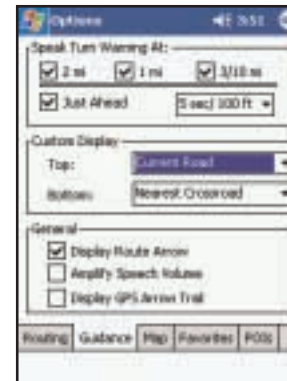 Options 3:51
Speak Turn Warning At:
2 mi 1 mi 3/10 mi
Just Ahead 5 sec/ 100 ft
Custom Display
Top: Current Road
Bottom: Nearest Crossroad
General
Display Route Arrow
Amplify Speech Volume
Display GPS Arrow Trail
Routing Guidance Map Favorites POIs